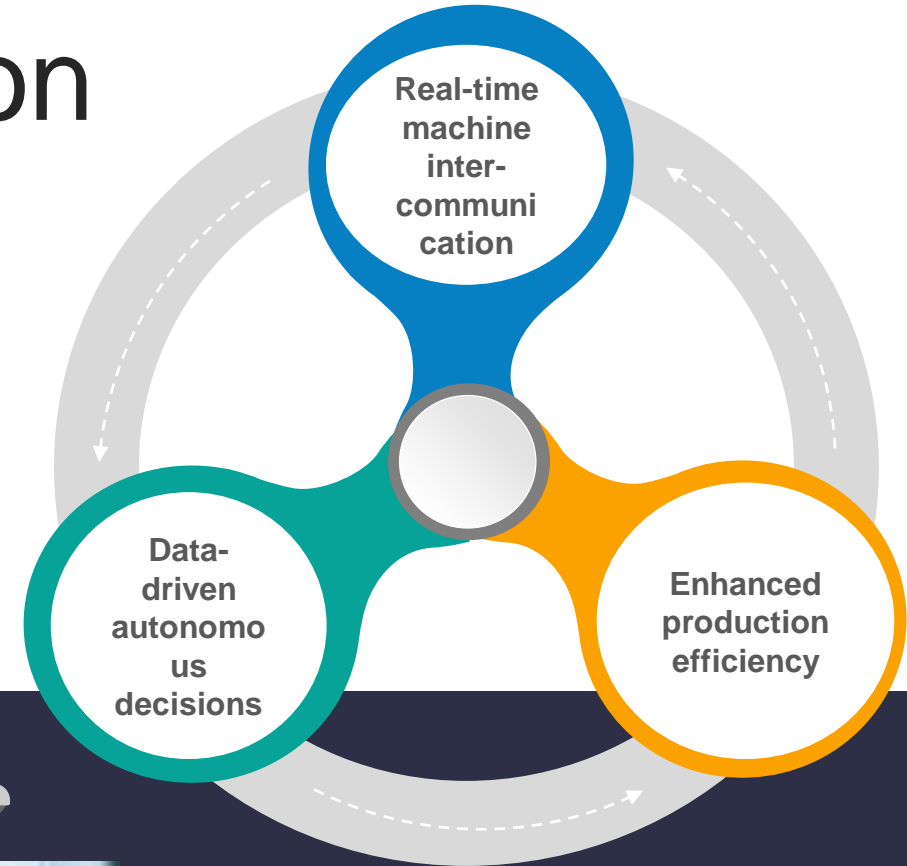 on
Real-time
machine
inter-
communi
cation
Data-
driven
autonomo
us
decisions
Enhanced
production
efficiency